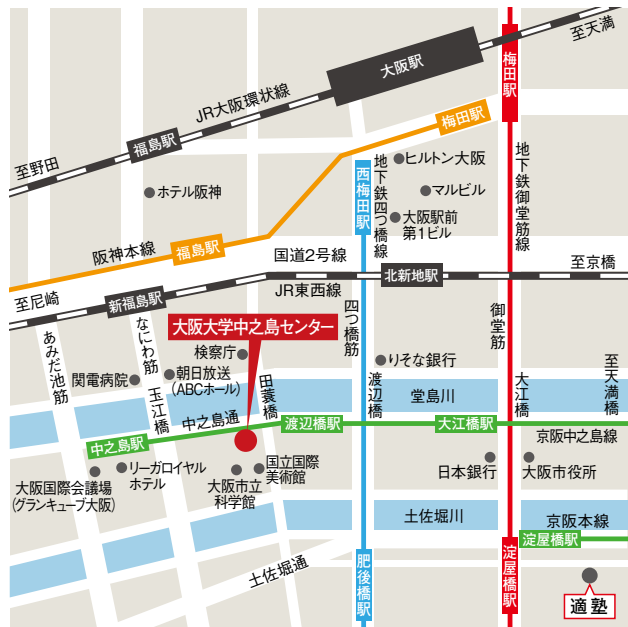 至天満
大阪駅
梅田駅
JR大阪環状線
福島駅
梅田駅
至野田
ホテル阪神
西梅田駅
地下鉄四つ橋線
ヒルトン大阪
マルビル
大阪駅前
第1ビル
地下鉄御堂筋線
阪神本線
福島駅
国道2号線
北新地駅
至京橋
至尼崎
新福島駅
JR東西線
大阪大学中之島センター
四つ橋筋
御堂筋
あみだ池筋
なにわ筋
検察庁
朝日放送
(ABCホール)
関電病院
りそな銀行
田蓑橋
渡辺橋
堂島川
大江橋
至天満橋
玉江橋
中之島通
渡辺橋駅
大江橋駅
中之島駅
京阪中之島線
リーガロイヤル
ホテル
大阪国際会議場
(グランキューブ大阪)
国立国際
美術館
大阪市立
科学館
日本銀行
大阪市役所
土佐堀川
京阪本線
淀屋橋駅
土佐堀通
肥後橋駅
淀屋橋駅
適塾